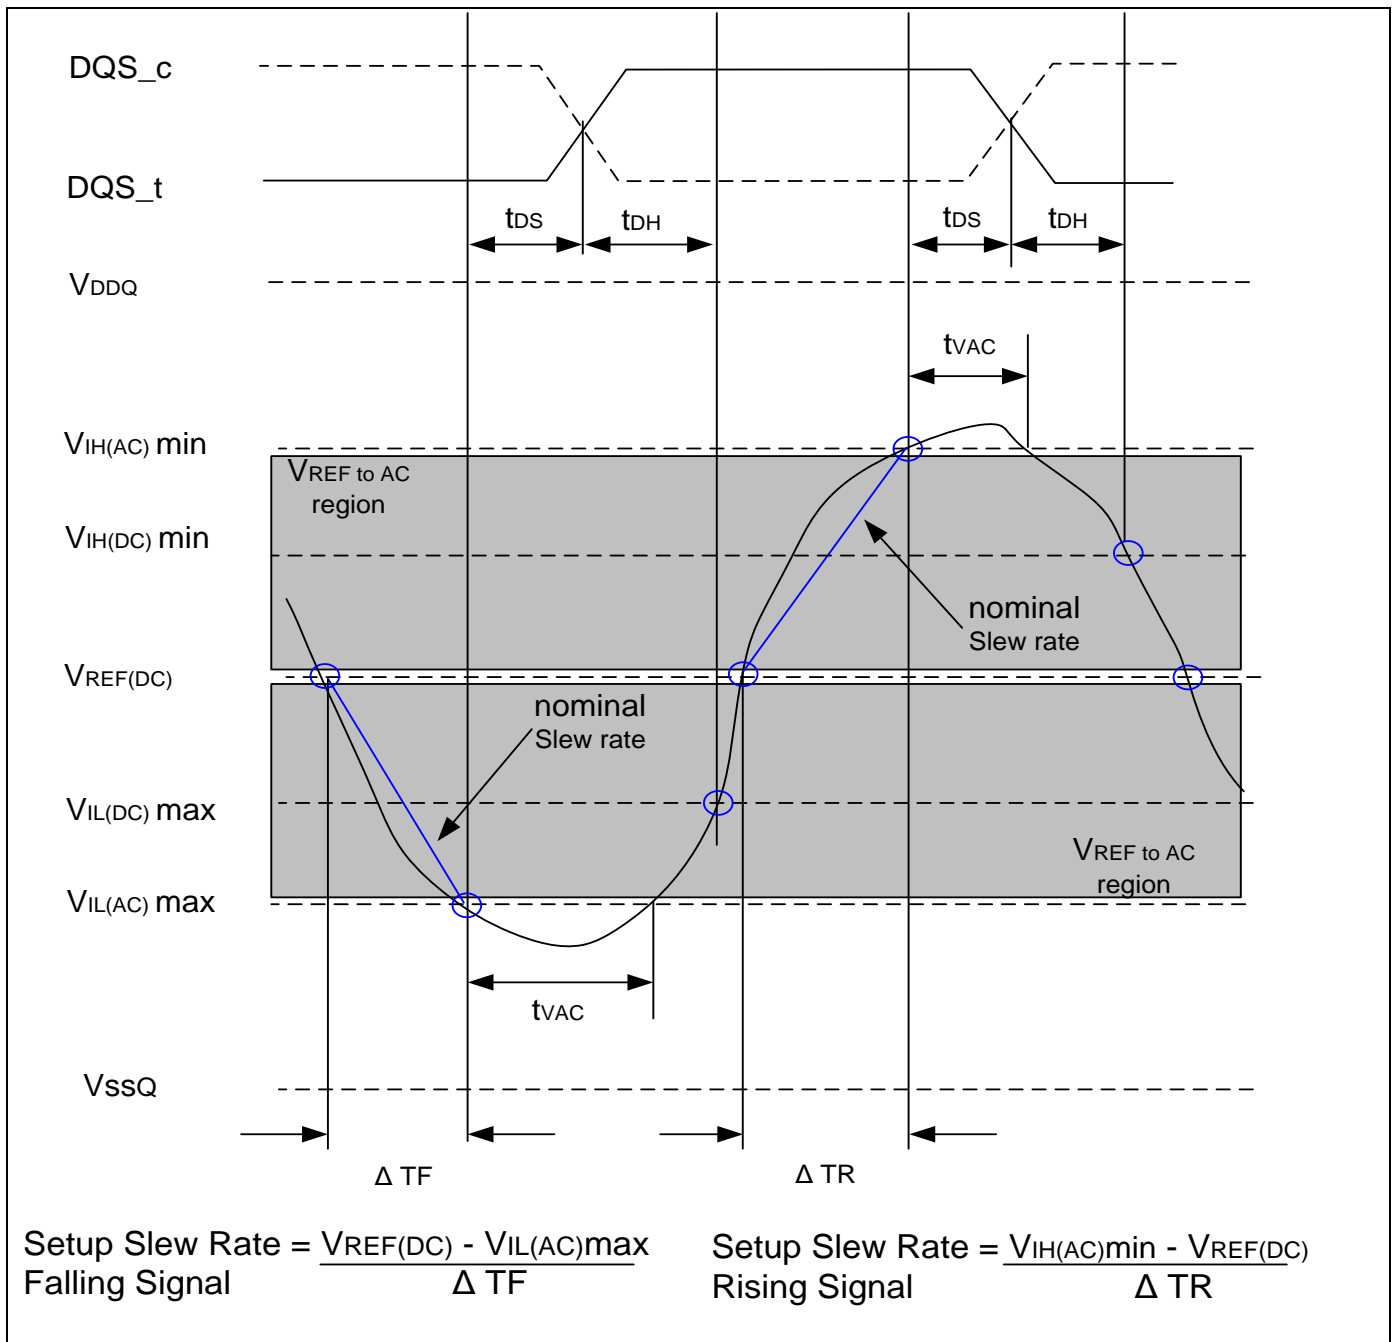 DQS_c
DQS_t
tDS
tDH
tDS
tDH
VDDQ
tVAC
VIH(AC) min
VREF to AC
region
VIH(DC) min
nominal
Slew rate
VREF(DC)
nominal
Slew rate
VIL(DC) max
VREF to AC
region
VIL(AC) max
tVAC
VssQ
Δ TF
Δ TR
Setup Slew Rate = VREF(DC) - VIL(AC)max
Falling Signal
Δ TF
Setup Slew Rate = VIH(AC)min - VREF(DC)
Rising Signal
Δ TR